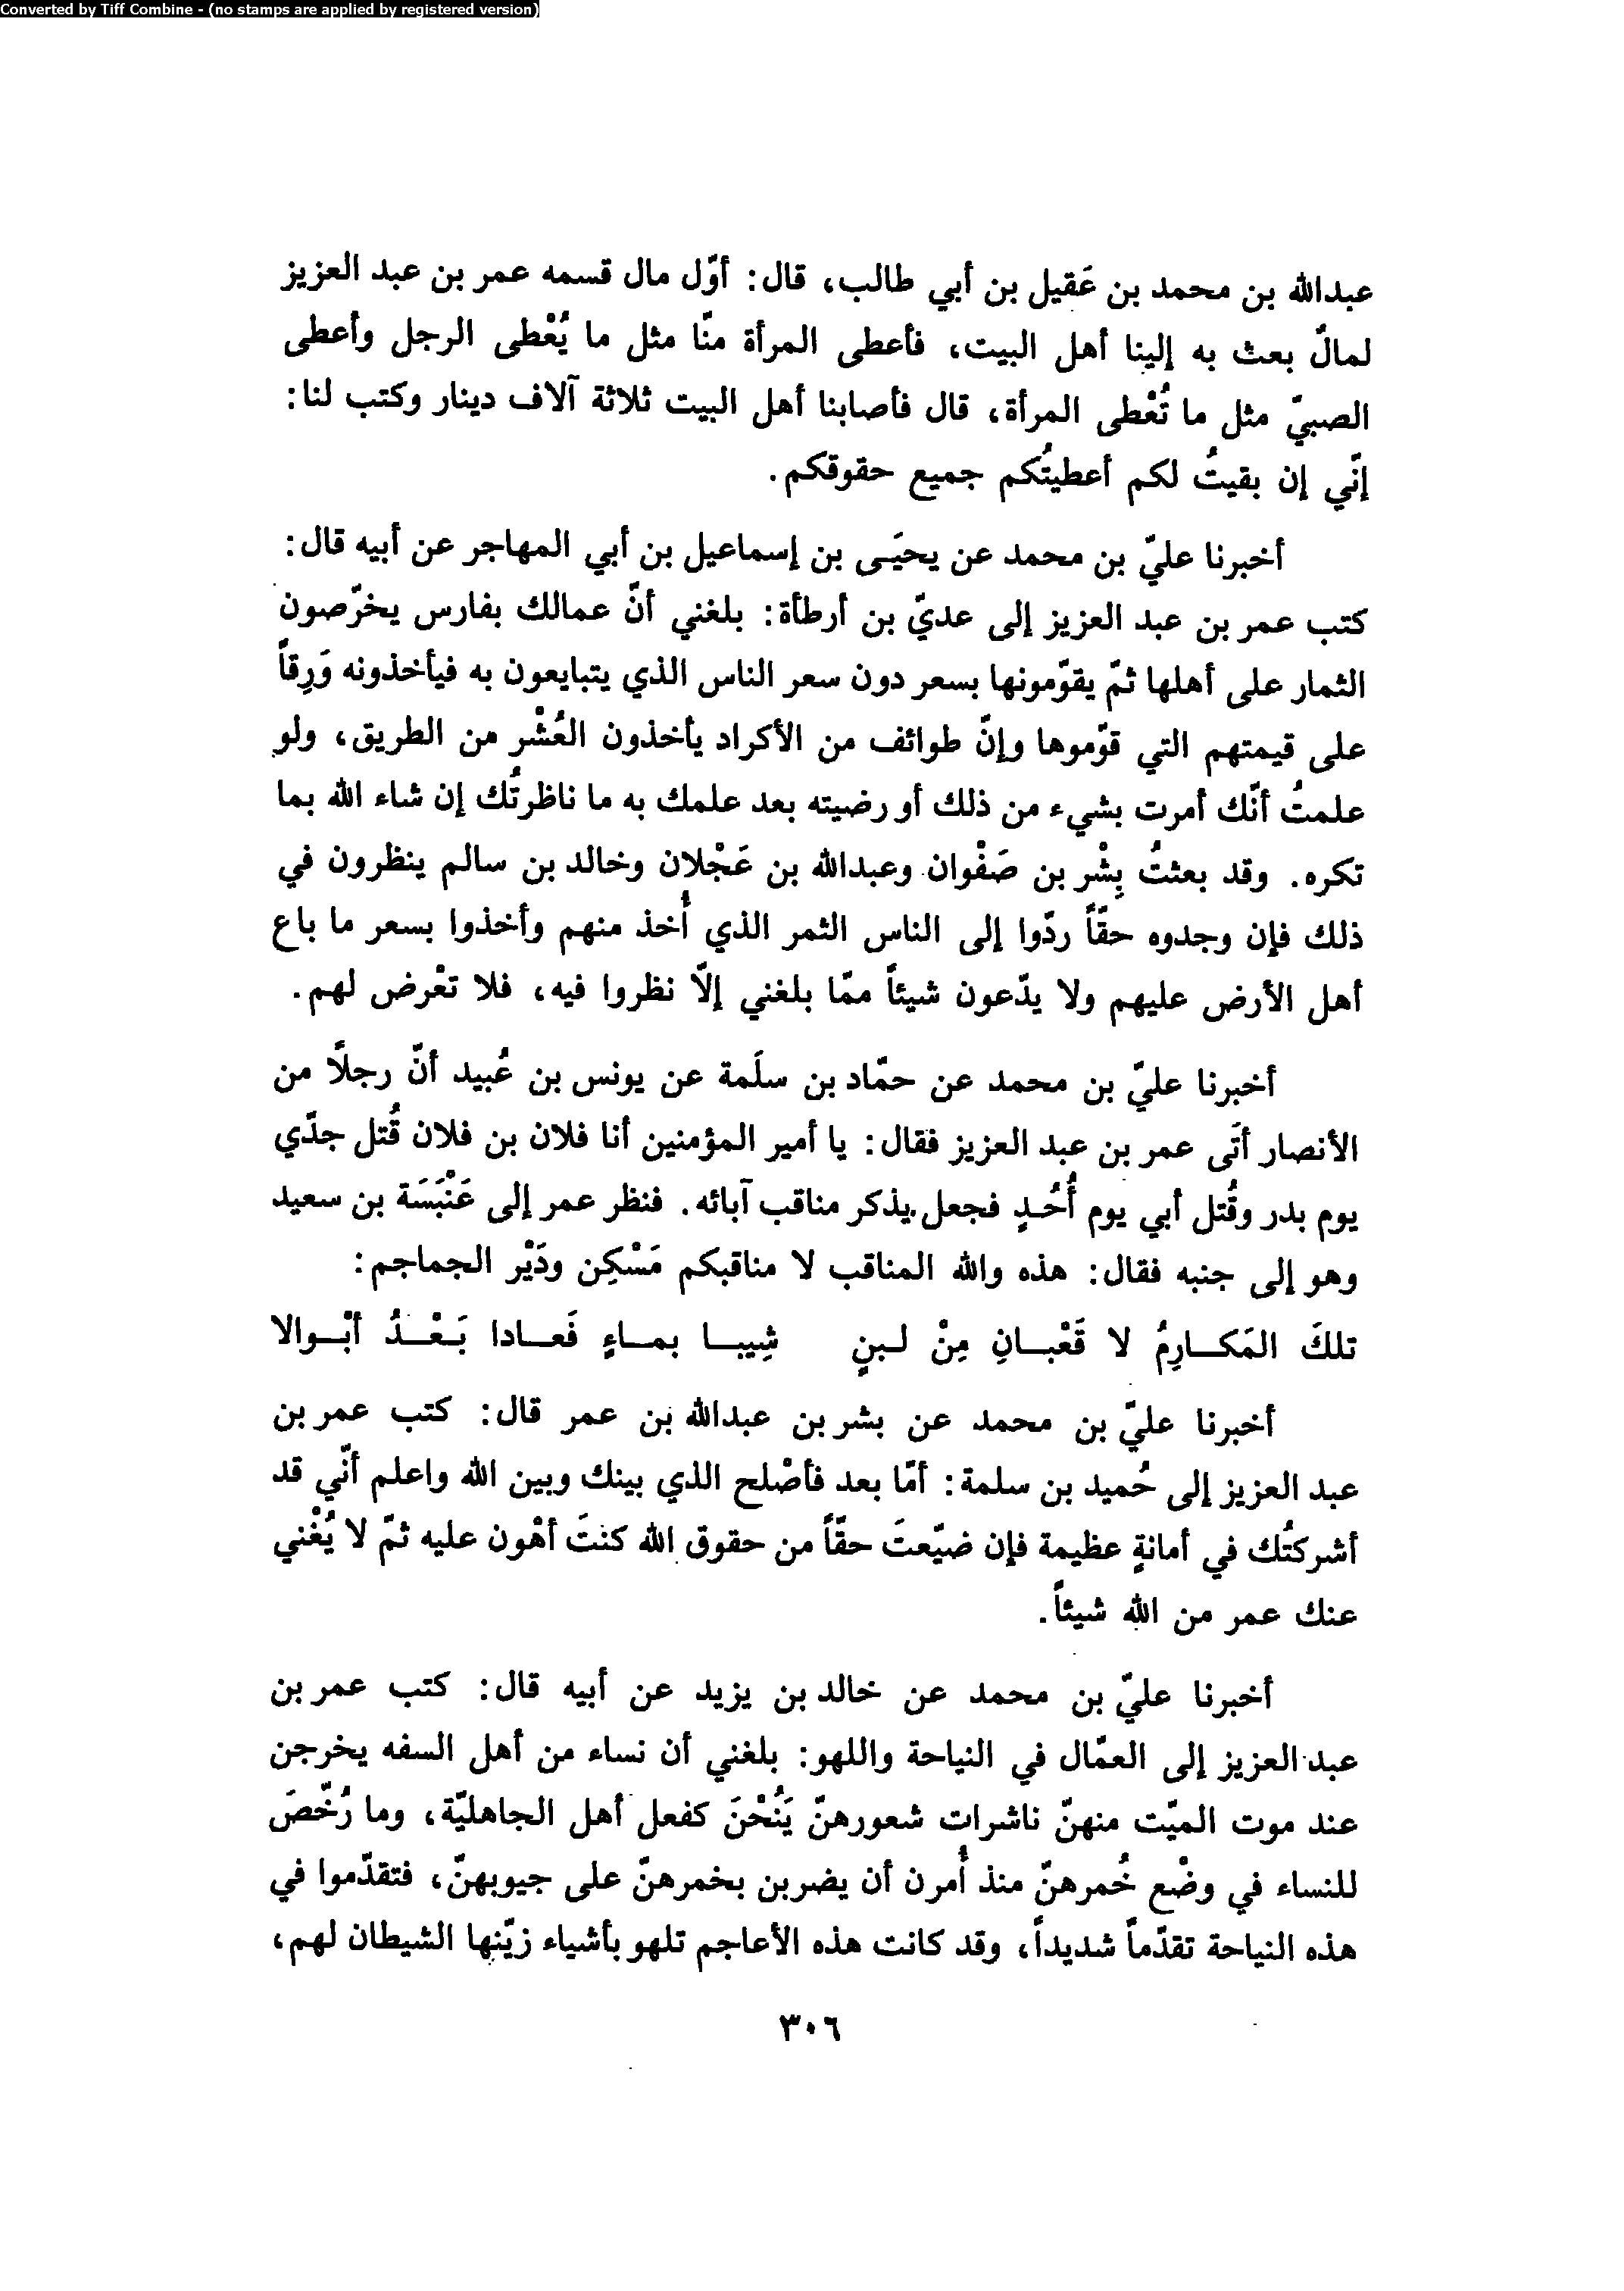 Converted by Tiff Combine - (no stamps are applied by registered version)
عبدالله بن محمد بن عَقيل بن أبي طالب، قال: أوّل مال قسمه عمر بن عبد العزيز
لمالٌ بعث به إلينا أهل البيت، فأعطى المرأة منّا مثل ما يُعْطى الرجل وأعطى
الصبيّ مثل ما تُعْطى المرأة، قال فأصابنا أهل البيت ثلاثة آلاف دينار وكتب لنا:
إنّي إن بقيتُ لكم أعطيتُكم جميع حقوقكم.
أخبرنا عليّ بن محمد عن يحيَـى بن إسماعيل بن أبي المهاجر عن أبيه قال:
كتب عمر بن عبد العزيز إلى عديّ بن أرطأة: بلغني أنّ عمالك بفارس يخرّصون
الثمار على أهلها ثمّ يقوّمونها بسعر دون سعر الناس الذي يتبايعون به فيأخذونه وَرِقاً
على قيمتهم التي قوّموها وإنّ طوائف من الأكراد يأخذون العُشْر من الطريق، ولو
علمتُ أنّك أمرت بشيء من ذلك أو رضيته بعد علمك به ما ناظرتُك إن شاء الله بما
تكره. وقد بعثتُ بِشْر بن صَفْوان وعبدالله بن عَجْلان وخالد بن سالم ينظرون في
ذلك فإن وجدوه حقّاً ردّوا إلى الناس الثمر الذي أُخذ منهم وأخذوا بسعر ما باع
أهل الأرض عليهم ولا يدّعون شيئاً ممّا بلغني إلاّ نظروا فيه، فلا تعْرض لهم.
أخبرنا عليّ بن محمد عن حمّاد بن سلَمة عن يونس بن عُبيد أنّ رجلًا من
الأنصار أتَى عمر بن عبد العزيز فقال: يا أمير المؤمنين أنا فلان بن فلان قُتل جدّي
يوم بدر وقُتل أبي يوم أُحُـدٍ فجعل يذكر مناقب آبائه. فنظر عمر إلى عَنْبَسَة بن سعيد
وهو إلى جنبه فقال: هذه والله المناقب لا مناقبكم مَسْكِن ودَيْر الجماجم:
تلكَ المَكـارِمُ لا قَعْبـانِ مِنْ لـبنٍ شِيبـا بمـاءٍ فَعـادا بَـعْـدُ أبْـوالا
أخبرنا عليّ بن محمد عن بشر بن عبدالله بن عمر قال: كتب عمر بن
عبد العزيز إلى حُميد بن سلمة: أمّا بعد فأصْلح الذي بينك وبين الله واعلم أنّي قد
أشركتُك في أمانةٍ عظيمة فإن ضيّعتَ حقّاً من حقوق الله كنتَ أهْون عليه ثمّ لا يُغْني
عنك عمر من الله شيئاً.
أخبرنا عليّ بن محمد عن خالد بن يزيد عن أبيه قال: كتب عمر بن
عبد العزيز إلى العمّال في النياحة واللهو: بلغني أن نساء من أهل السفه يخرجن
عند موت الميّت منهنّ ناشرات شعورهنّ يَنُحْنَ كفعل أهل الجاهليّة، وما رُخّصَ
للنساء في وضْع خُمرهنّ منذ أُمرن أن يضربن بخمرهنّ على جيوبهنّ، فتقدّموا في
هذه النياحة تقدّماً شديداً، وقد كانت هذه الأعاجم تلهو بأشياء زيّنها الشيطان لهم،
٣٠٦